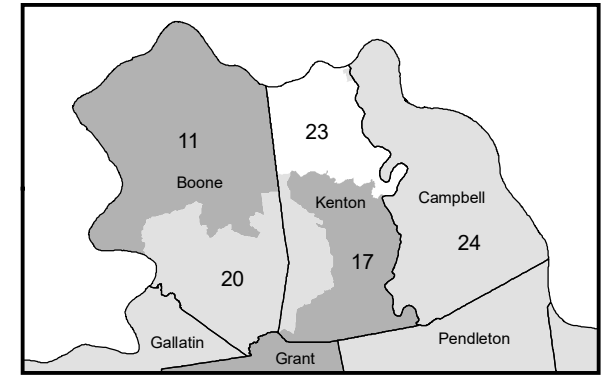 23
11
Boone
Campbell
Kenton
24
17
20
Pendleton
Gallatin
Grant